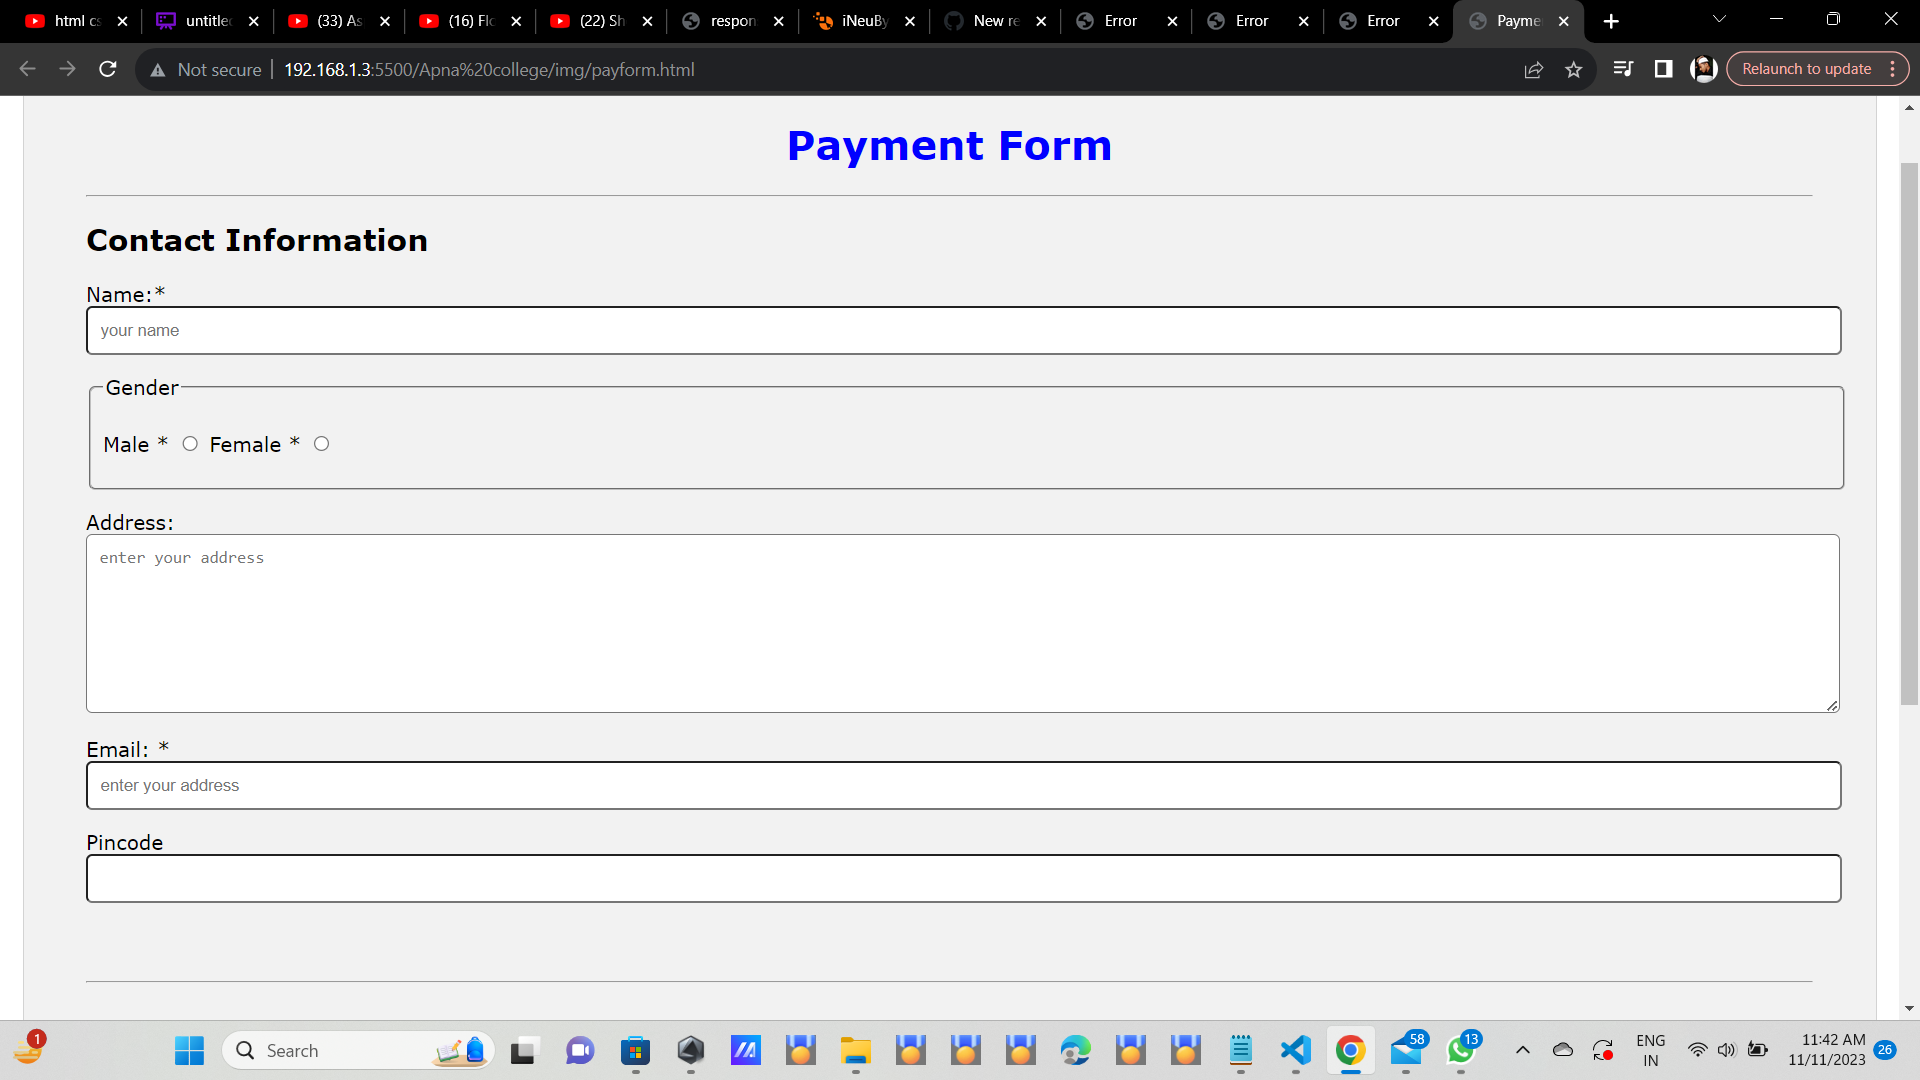 html cs
untitled
(33) As
(16) Flo
(22) Sh
respon
iNeuBy
New re
Error
Error
Error
Payme
Not secure
192.168.1.3:5500/Apna%20college/img/payform.html
Relaunch to update
Payment Form
Contact Information
Name:*
your name
Gender
Male *
Female *
Address:
enter your address
Email: *
enter your address
Pincode
1
Search
58
13
ENG
IN
11:42 AM
11/11/2023
26